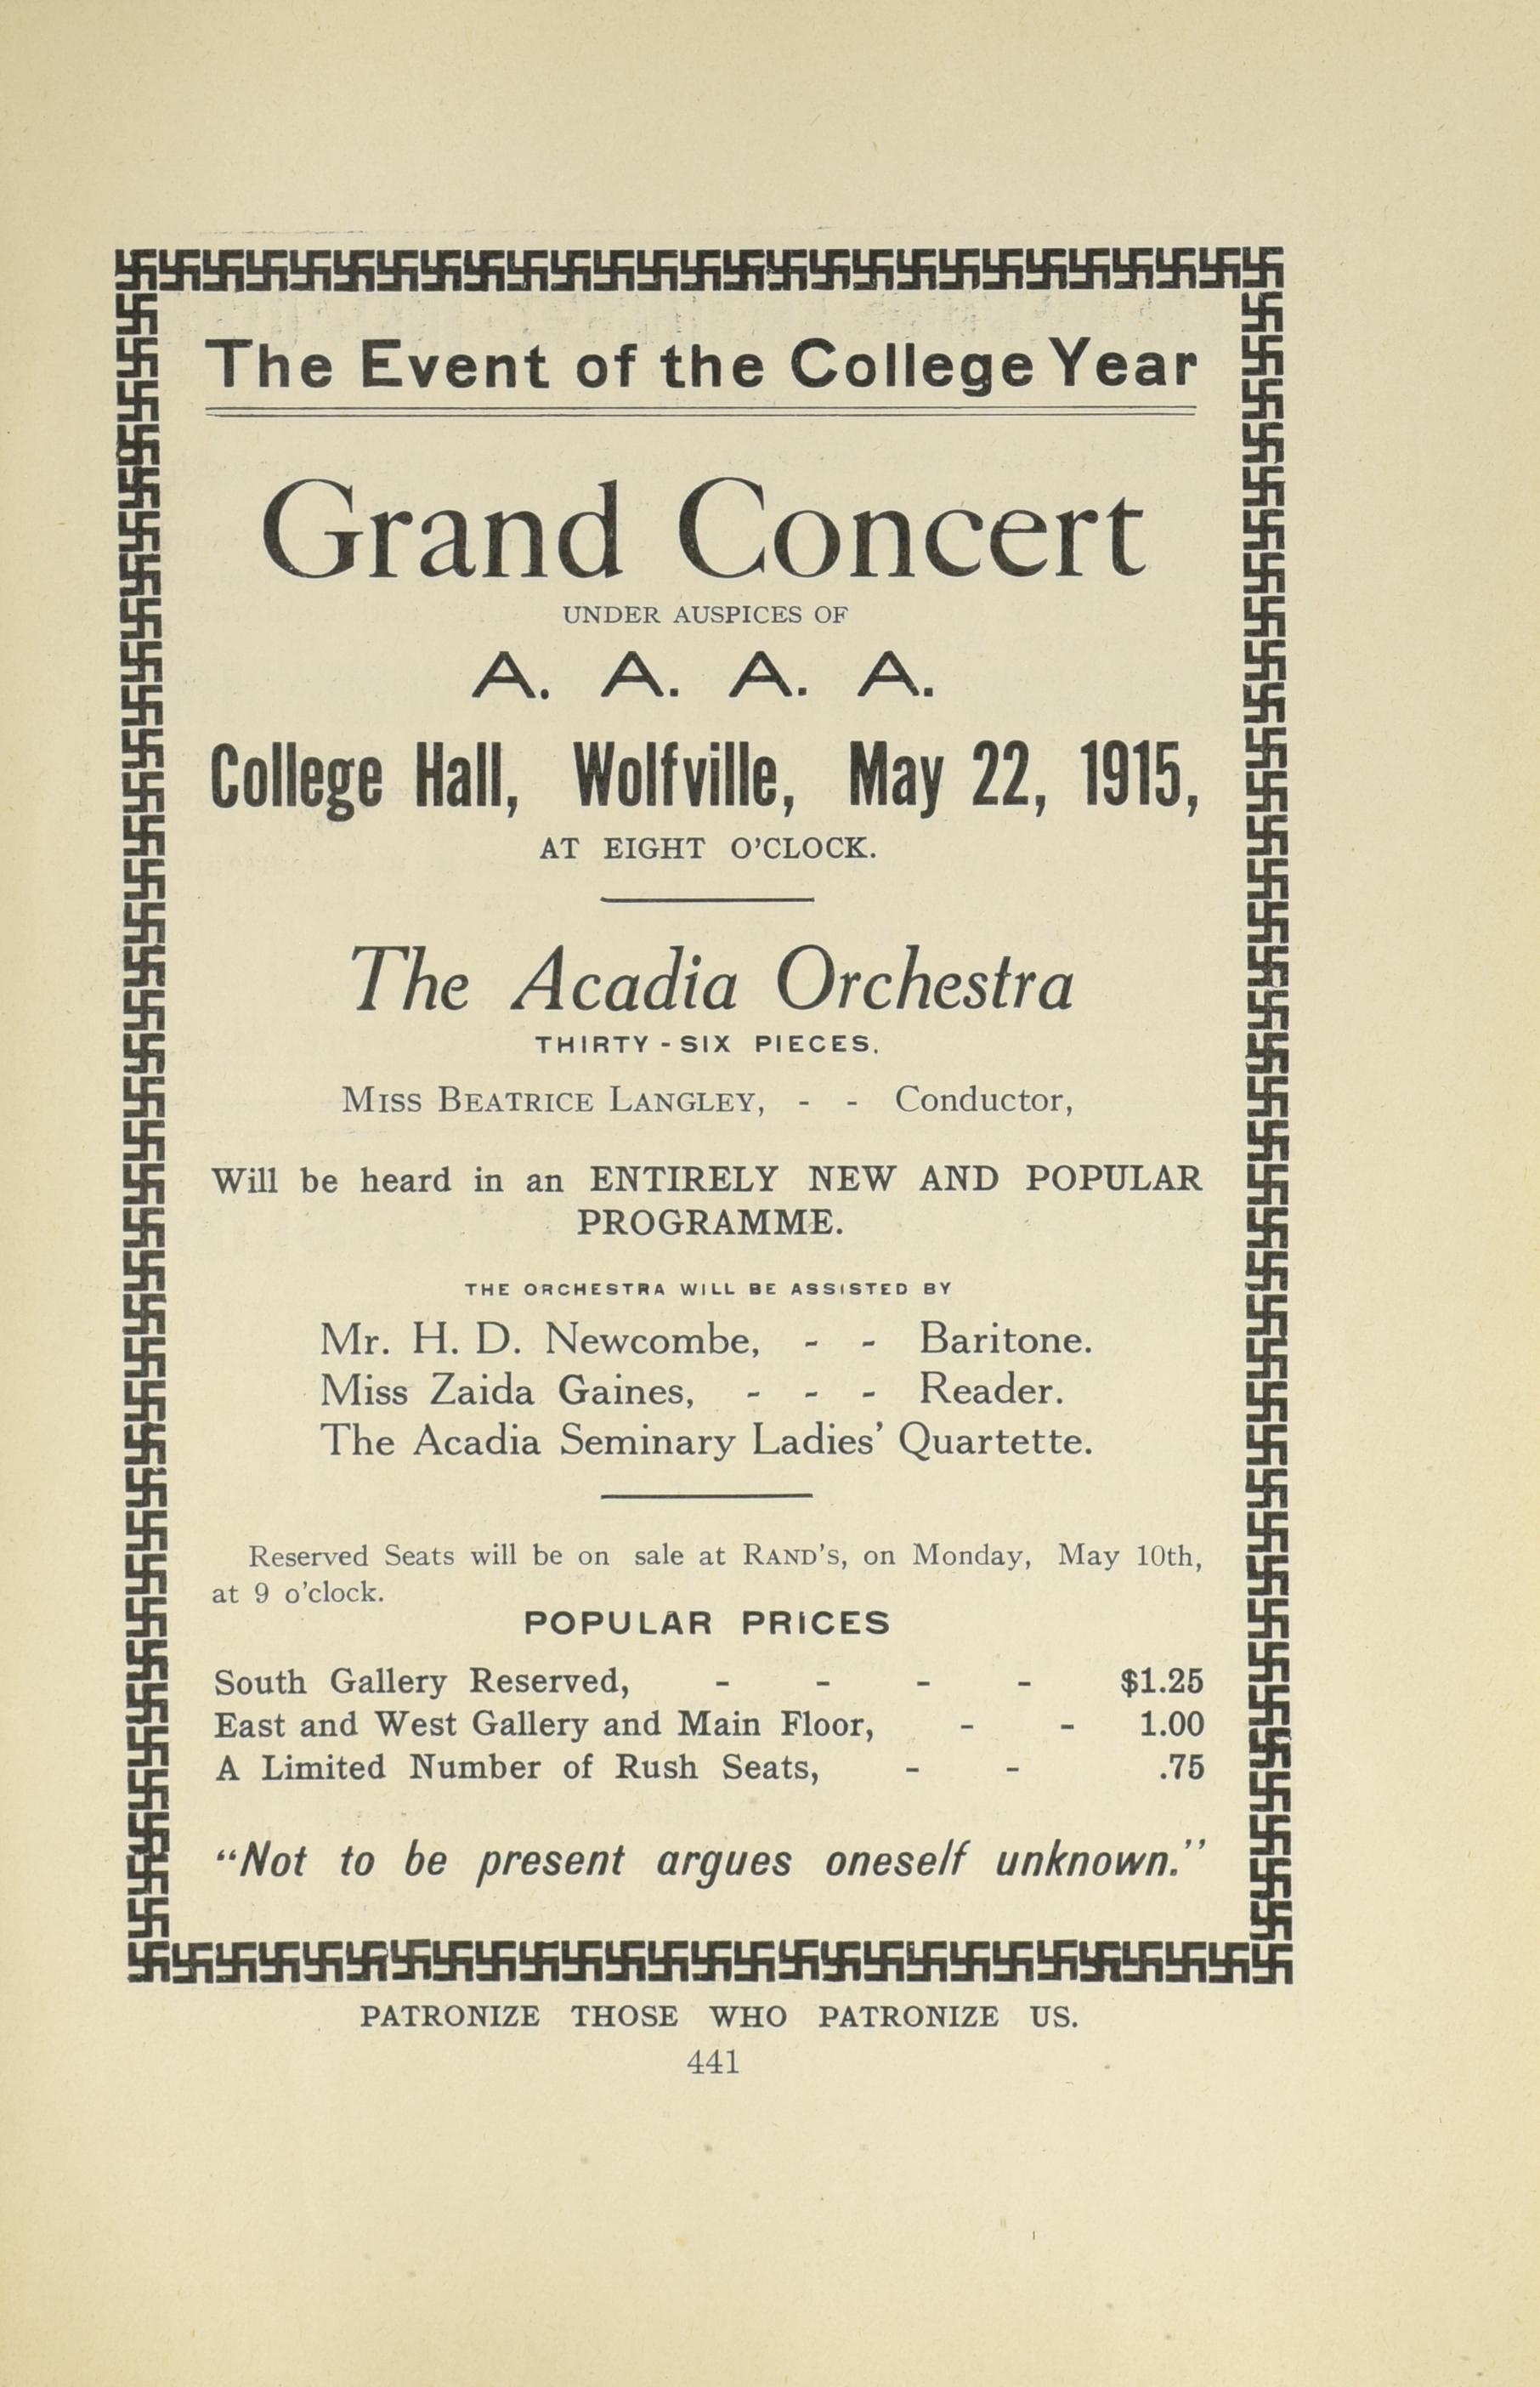 The Event of the College Year
Grand Concert
UNDER AUSPICES OF
A. A. A. A.
College Hall, Wolfville, May 22, 1915,
AT EIGHT O'CLOCK.
The Acadia Orchestra
THIRTY-SIX PIECES.
MISS BEATRICE LANGLEY, - - Conductor,
Will be heard in an ENTIRELY NEW AND POPULAR
PROGRAMME.
THE ORCHESTRA WILL BE ASSISTED BY
Mr. H. D. Newcombe, - - Baritone.
Miss Zaida Gaines, - - - Reader.
The Acadia Seminary Ladies' Quartette.
Reserved Seats will be on sale at RAND'S, on Monday, May 10th,
at 9 o'clock.
POPULAR PRICES
South Gallery Reserved, - - - - $1.25
East and West Gallery and Main Floor, - - 1.00
A Limited Number of Rush Seats, - - .75
"Not to be present argues oneself unknown."
PATRONIZE THOSE WHO PATRONIZE US.
441